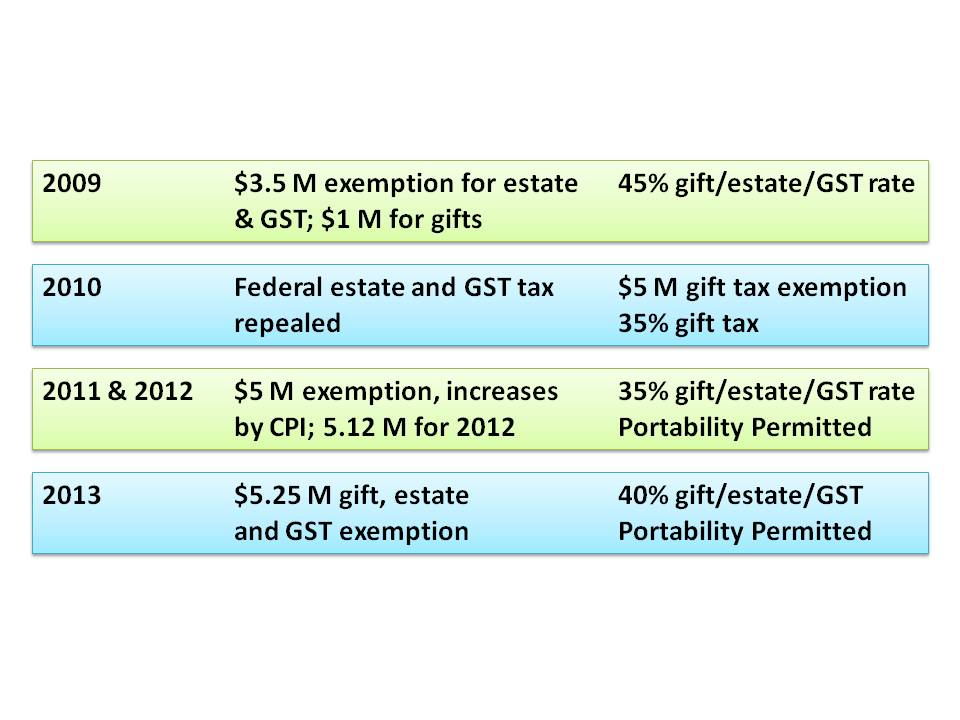 2009 $3.5 M exemption for estate 45% gift/estate/GST rate
& GST; $1 M for gifts
2010 Federal estate and GST tax $5 M gift tax exemption
repealed 35% gift tax
2011 & 2012 $5 M exemption, increases 35% gift/estate/GST rate
by CPI; 5.12 M for 2012 Portability Permitted
2013 $5.25 M gift, estate 40% gift/estate/GST
and GST exemption Portability Permitted